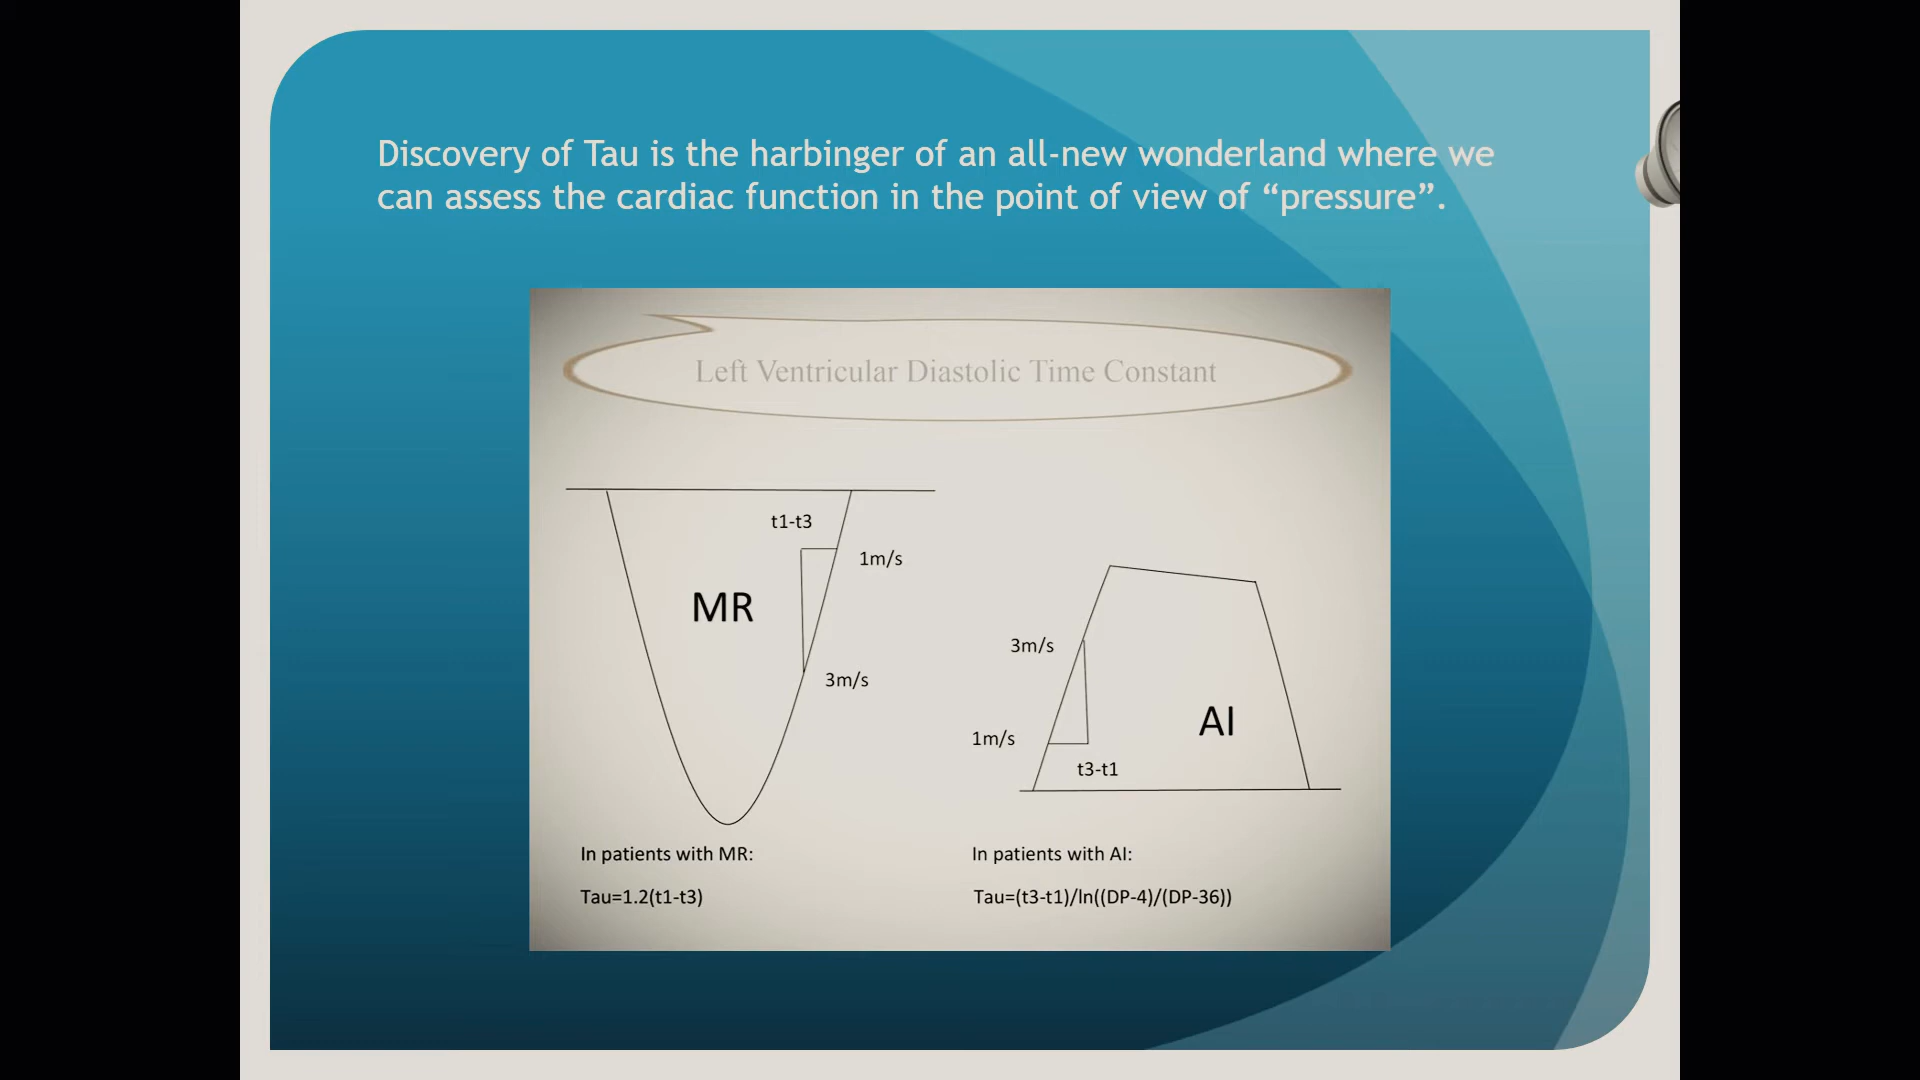 Discovery of Tau is the harbinger of an all-new wonderland where we
can assess the cardiac function in the point of view of “pressure”.
Left Ventricular Diastolic Time Constant
t1-t3
1m/s
MR
3m/s
3m/s
AI
1m/s
t3-t1
In patients with MR:
Tau=1.2(t1-t3)
In patients with AI:
Tau=(t3-t1)/ln((DP-4)/(DP-36))